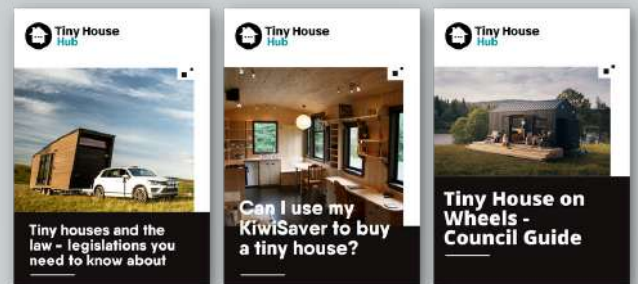 Tiny House
Hub
Tiny houses and the
law - legislations you
need to know about
Tiny House
Hub
Can I use my
KiwiSaver to buy
a tiny house?
Tiny House
Hub
Tiny House on
Wheels -
Council Guide